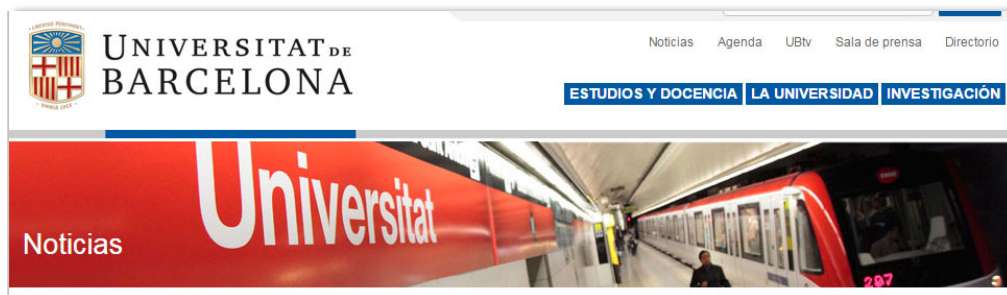 Noticias Agenda UBtv Sala de prensa Directorio
UNIVERSITAT DE
BARCELONA
ESTUDIOS Y DOCENCIA LA UNIVERSIDAD INVESTIGACIÓN
Universitat
Noticias
297